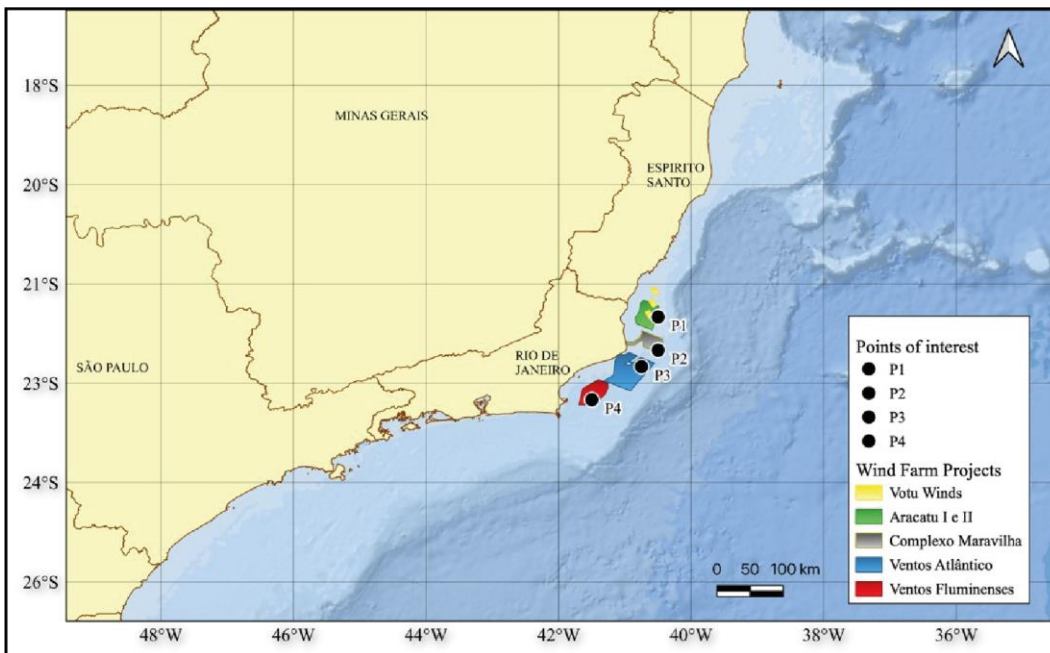 18°S
MINAS GERAIS
ESPIRITO
SANTO
20°S
21°S
P1
P2
RIO DE
JANEIRO
SÃO PAULO
23°S
P3
P4
24°S
26°S
0 50 100 km
48°W 46°W 44°W 42°W 40°W 38°W 36°W
Points of interest
P1
P2
P3
P4
Wind Farm Projects
Votu Winds
Aracatu I e II
Complexo Maravilha
Ventos Atlântico
Ventos Fluminenses